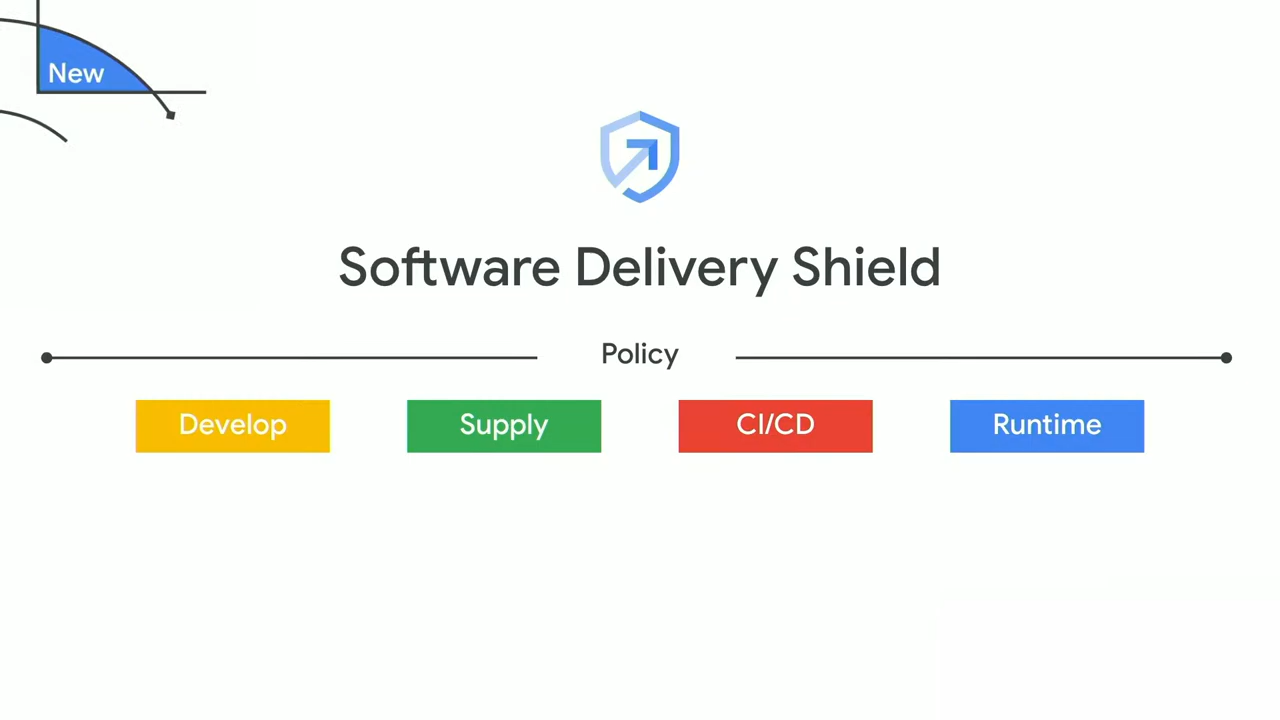 New
Software Delivery Shield
Policy
Develop
Supply
CI/CD
Runtime